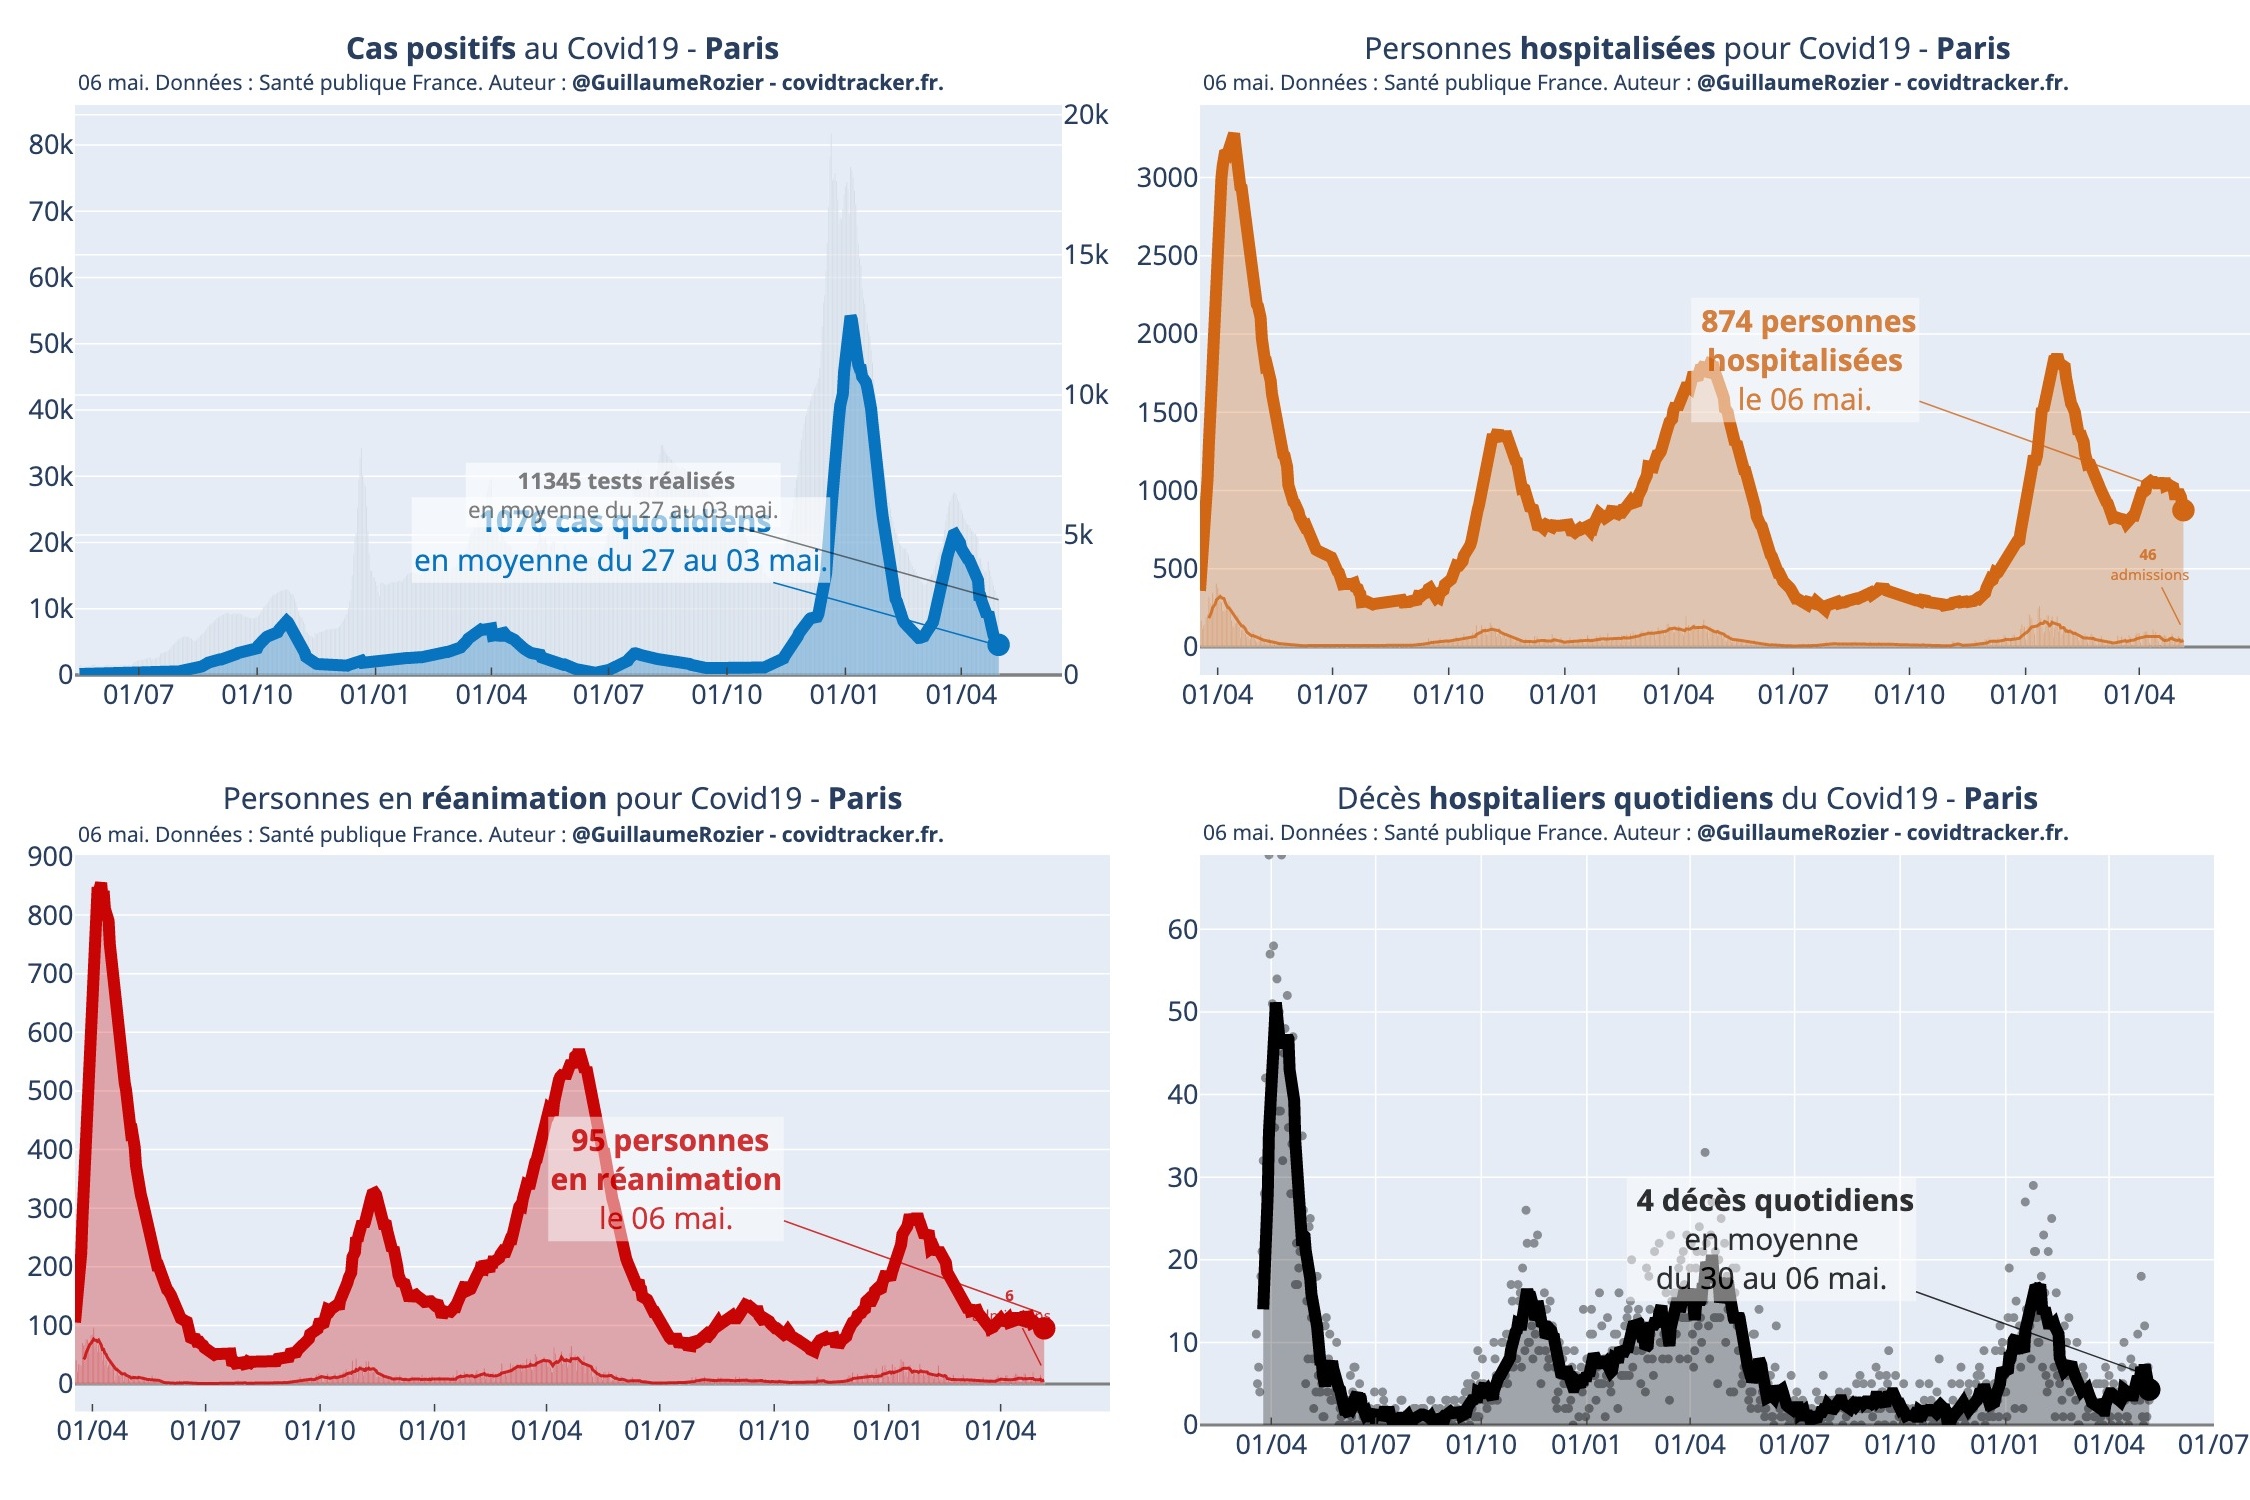 Cas positifs au Covid19 - Paris
06 mai. Données : Santé publique France. Auteur : @GuillaumeRozier - covidtracker.fr.
80k
70k
60k
50k
40k
30k
20k
10k
0
20k
15k
10k
5k
0
11345 tests réalisés
en moyenne du 27 au 03 mai.
1076 cas quotidiens
en moyenne du 27 au 03 mai.
01/07 01/10 01/01 01/04 01/07 01/10 01/01 01/04
Personnes hospitalisées pour Covid19 - Paris
06 mai. Données : Santé publique France. Auteur : @GuillaumeRozier - covidtracker.fr.
3000
2500
2000
1500
1000
500
0
874 personnes
hospitalisées
le 06 mai.
46
admissions
01/04 01/07 01/10 01/01 01/04 01/07 01/10 01/01 01/04
Personnes en réanimation pour Covid19 - Paris
06 mai. Données : Santé publique France. Auteur : @GuillaumeRozier - covidtracker.fr.
900
800
700
600
500
400
300
200
100
0
95 personnes
en réanimation
le 06 mai.
6
01/04 01/07 01/10 01/01 01/04 01/07 01/10 01/01 01/04
Décès hospitaliers quotidiens du Covid19 - Paris
06 mai. Données : Santé publique France. Auteur : @GuillaumeRozier - covidtracker.fr.
60
50
40
30
20
10
0
4 décès quotidiens
en moyenne
du 30 au 06 mai.
01/04 01/07 01/10 01/01 01/04 01/07 01/10 01/01 01/04 01/07